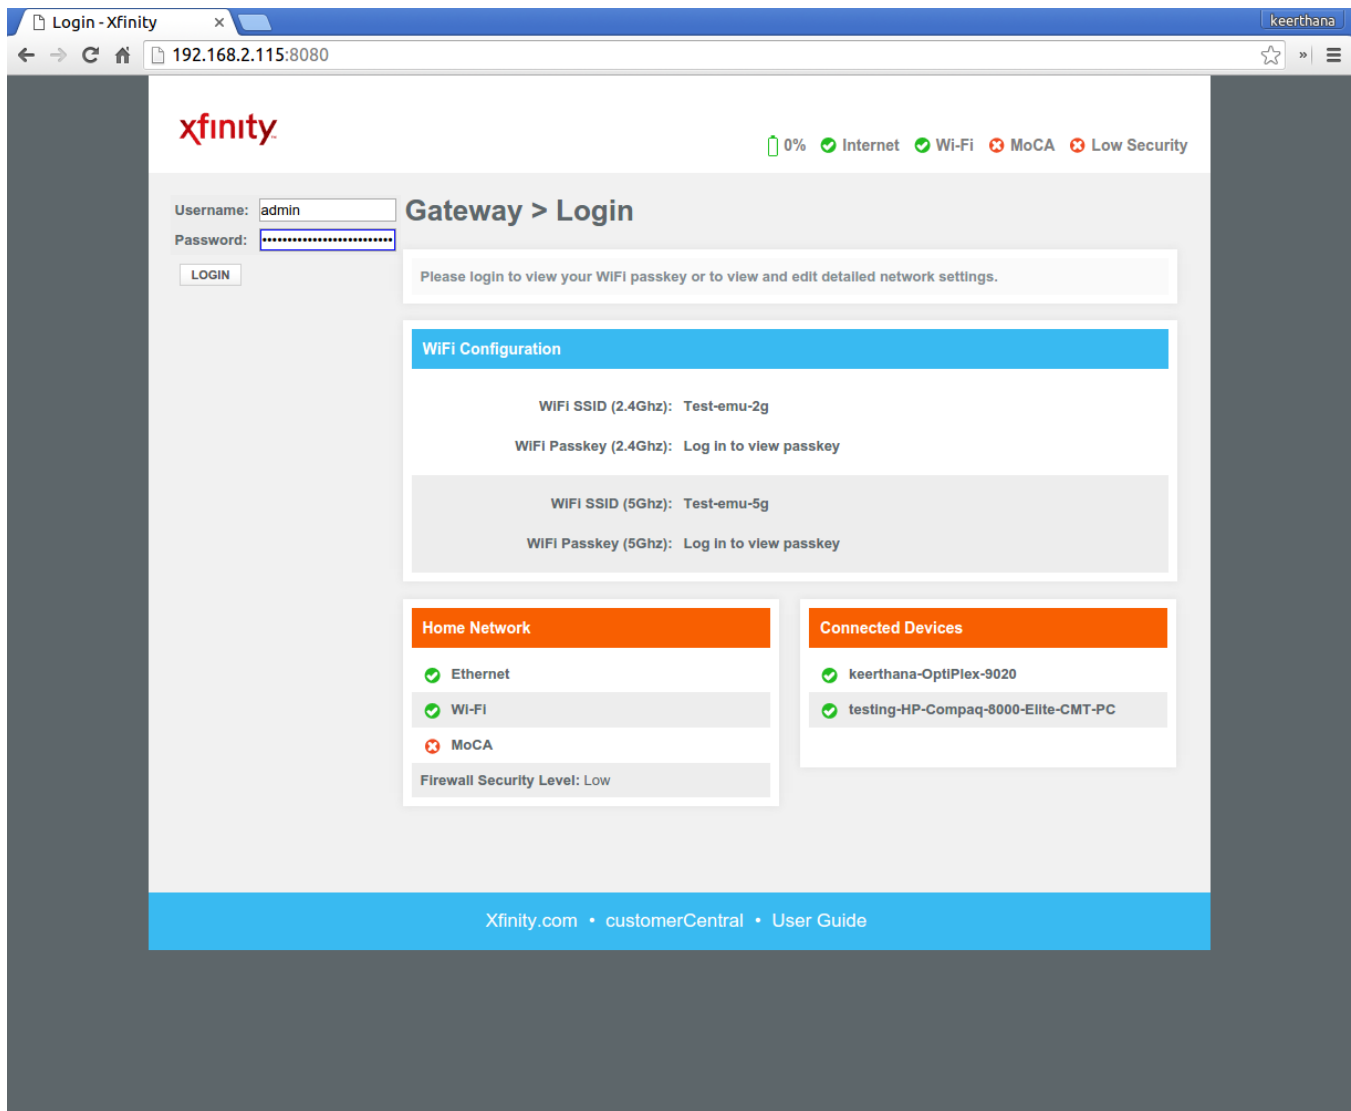 Login - Xfinity
keerthana
192.168.2.115:8080
xfinity
0% Internet Wi-Fi MoCA Low Security
Username: admin
Password: ••••••••••••••••••••••••••
LOGIN
Gateway > Login
Please login to view your WiFi passkey or to view and edit detailed network settings.
WiFi Configuration
WiFi SSID (2.4Ghz): Test-emu-2g
WiFi Passkey (2.4Ghz): Log in to view passkey
WiFi SSID (5Ghz): Test-emu-5g
WiFi Passkey (5Ghz): Log in to view passkey
Home Network
Ethernet
Wi-Fi
MoCA
Firewall Security Level: Low
Connected Devices
keerthana-OptiPlex-9020
testing-HP-Compaq-8000-Elite-CMT-PC
Xfinity.com • customerCentral • User Guide